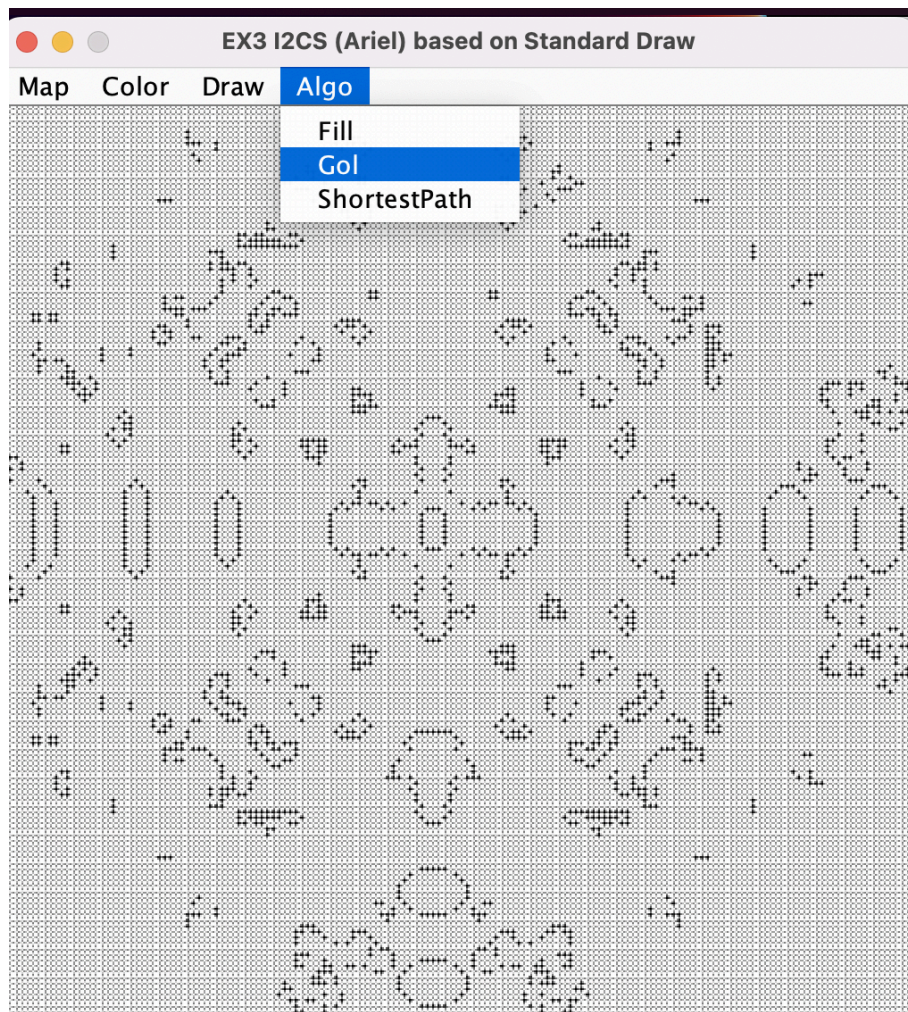 EX3 I2CS (Ariel) based on Standard Draw
Map Color Draw Algo
Fill
Gol
ShortestPath